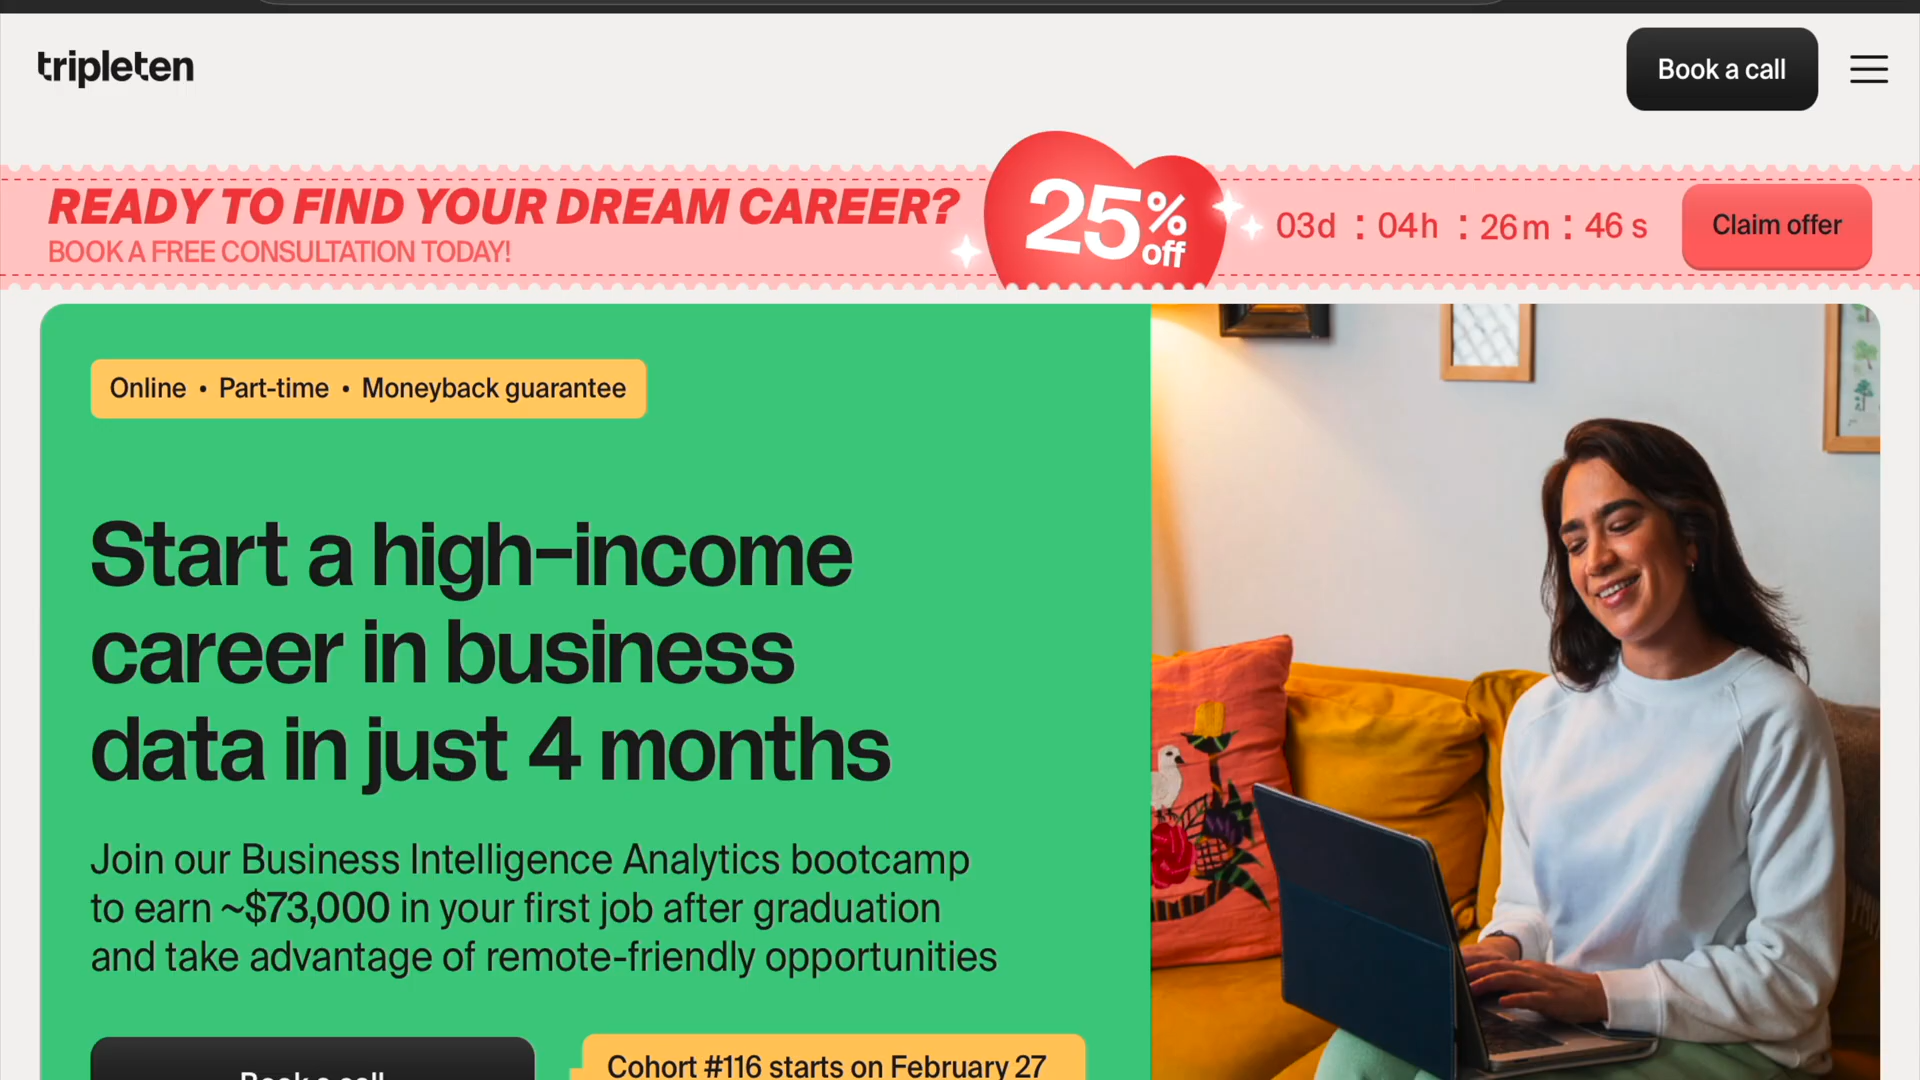 tripleten
Book a call
READY TO FIND YOUR DREAM CAREER?
BOOK A FREE CONSULTATION TODAY!
25% off
03d : 04h : 26m : 46 s
Claim offer
Online • Part-time • Moneyback guarantee
Start a high-income
career in business
data in just 4 months
Join our Business Intelligence Analytics bootcamp
to earn ~$73,000 in your first job after graduation
and take advantage of remote-friendly opportunities
Book a call
Cohort #116 starts on February 27